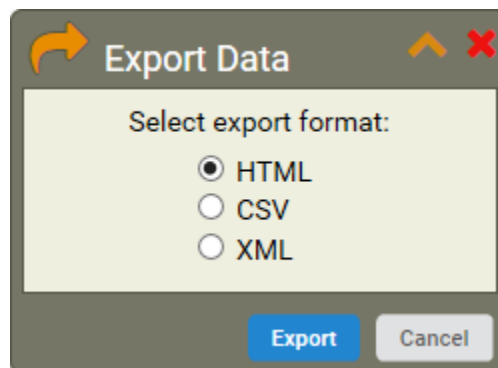 Export Data
Select export format:
HTML
CSV
XML
Export Cancel